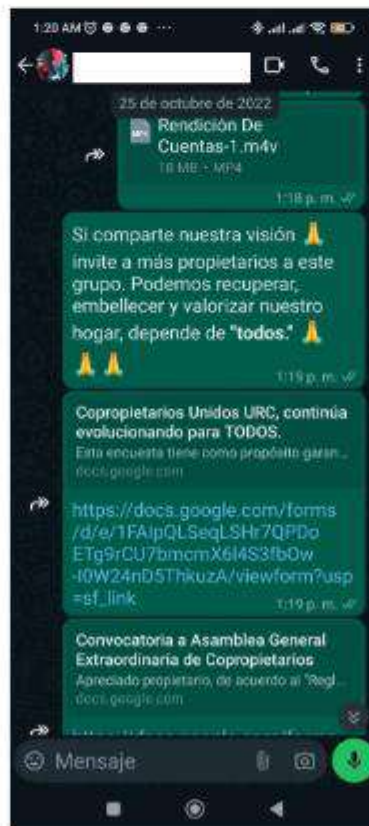 1:20 AM
25 de octubre de 2022
Rendición De
Cuentas-1.m4v
MP4
18 MB • MP4
1:18 p. m.
Si comparte nuestra visión 🙏
invite a más propietarios a este
grupo. Podemos recuperar,
embellecer y valorizar nuestro
hogar, depende de "todos." 🙏
🙏🙏
1:19 p. m.
Copropietarios Unidos URC, continúa
evolucionando para TODOS.
Esta encuesta tiene como propósito garan...
docs.google.com
https://docs.google.com/forms
/d/e/1FAIpQLSeqLSHr7QPDo
ETg9rCU7bmcmX6I4S3fbOw
-I0W24nD5ThkuzA/viewform?usp
=sf_link
1:19 p. m.
Convocatoria a Asamblea General
Extraordinaria de Copropietarios
Apreciado propietario, de acuerdo al "Regl...
docs.google.com
Mensaje